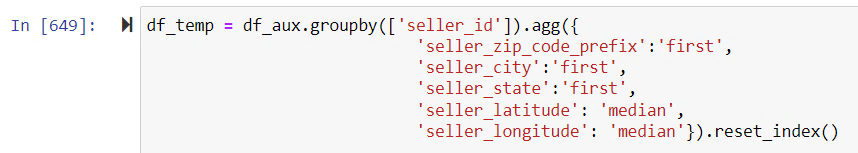 In [649]: df_temp = df_aux.groupby(['seller_id']).agg({
'seller_zip_code_prefix':'first',
'seller_city':'first',
'seller_state':'first',
'seller_latitude': 'median',
'seller_longitude': 'median'}).reset_index()